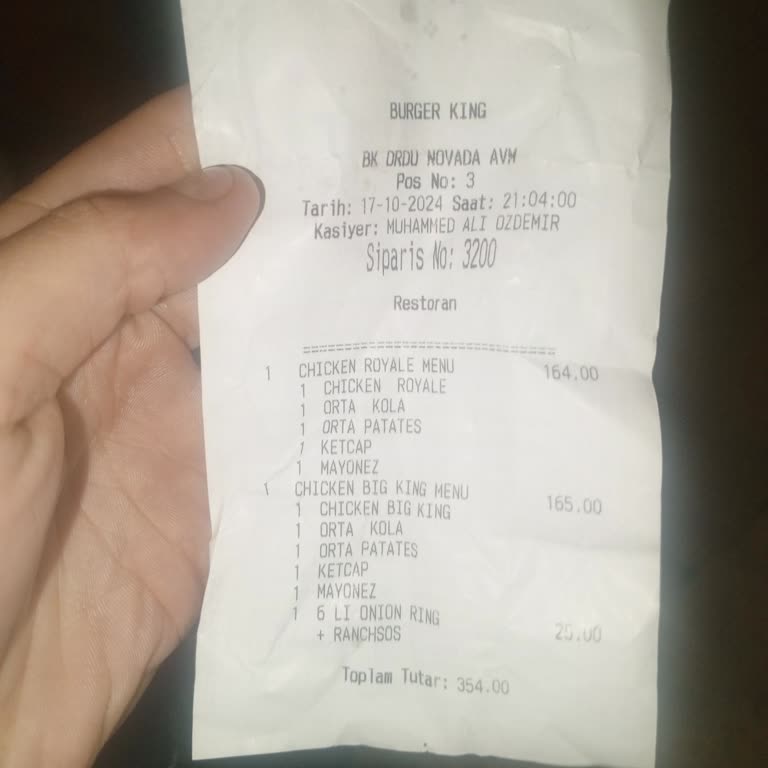 BURGER KING
BK ORDU NOVADA AVM
Pos No: 3
Tarih: 17-10-2024 Saat: 21:04:00
Kasiyer: MUHAMMED ALI OZDEMIR
Siparis No: 3200
Restoran
==============================
1 CHICKEN ROYALE MENU 164.00
1 CHICKEN ROYALE
1 ORTA KOLA
1 ORTA PATATES
1 KETCAP
1 MAYONEZ
1 CHICKEN BIG KING MENU 165.00
1 CHICKEN BIG KING
1 ORTA KOLA
1 ORTA PATATES
1 KETCAP
1 MAYONEZ
1 6 LI ONION RING
+ RANCHSOS 25.00
Toplam Tutar: 354.00